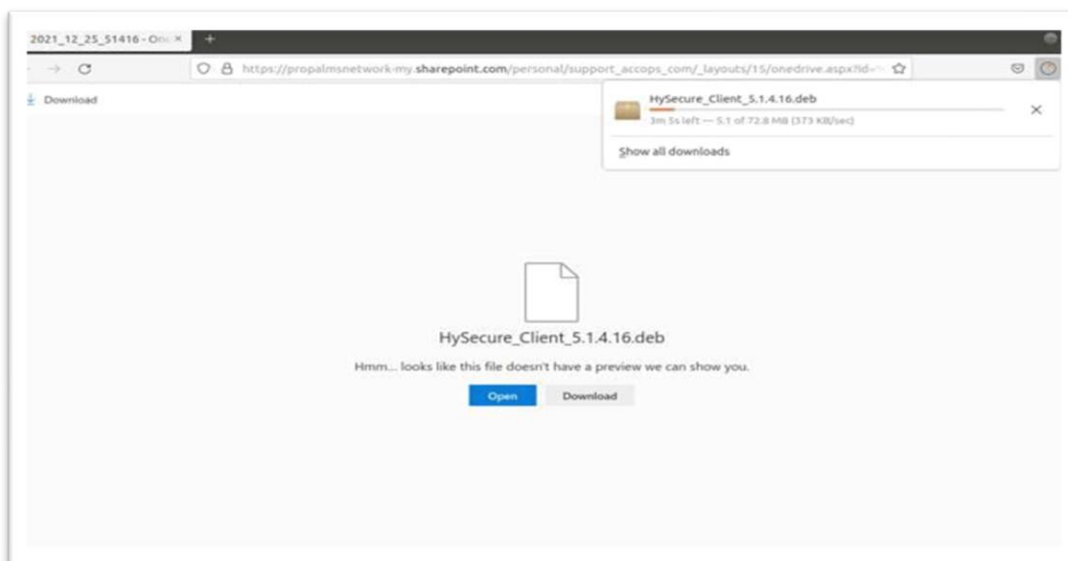 2021_12_25_51416 - One
https://propalmsnetwork-my.sharepoint.com/personal/support_accops_com/_layouts/15/onedrive.aspx?id=
Download
HySecure_Client_5.1.4.16.deb
3m 5s left — 5.1 of 72.8 MB (373 KB/sec)
Show all downloads
HySecure_Client_5.1.4.16.deb
Hmm... looks like this file doesn't have a preview we can show you.
Open Download